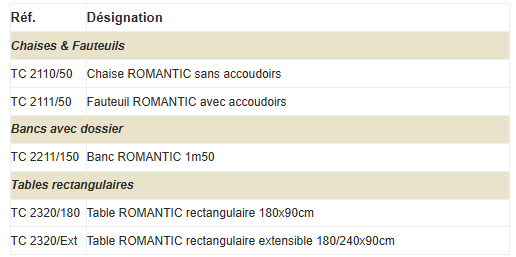 Réf. Désignation
Chaises & Fauteuils
TC 2110/50 Chaise ROMANTIC sans accoudoirs
TC 2111/50 Fauteuil ROMANTIC avec accoudoirs
Bancs avec dossier
TC 2211/150 Banc ROMANTIC 1m50
Tables rectangulaires
TC 2320/180 Table ROMANTIC rectangulaire 180x90cm
TC 2320/Ext Table ROMANTIC rectangulaire extensible 180/240x90cm